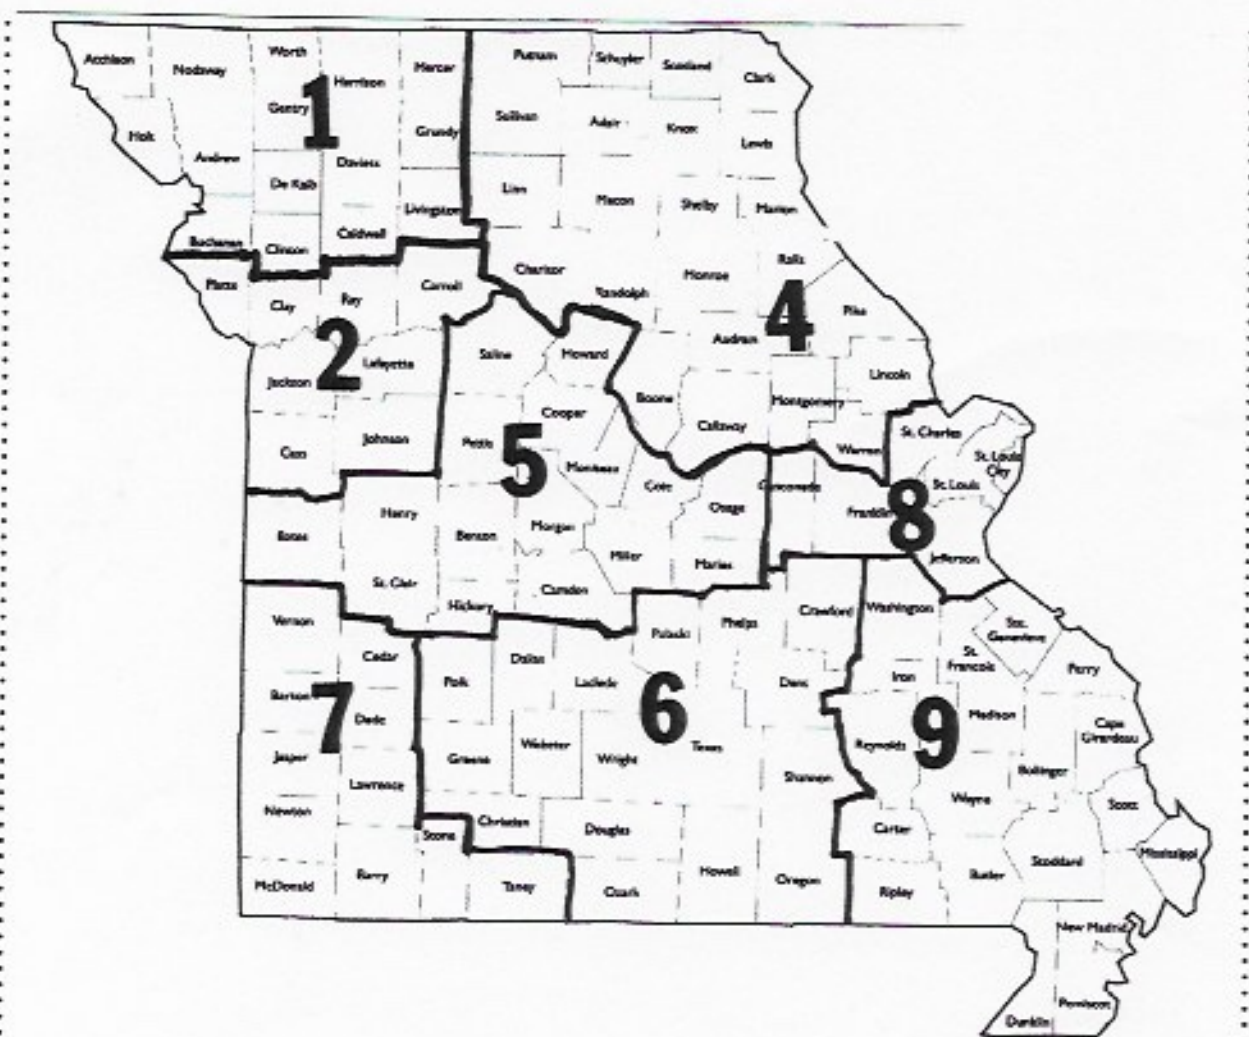 Atchison
Nodaway
Worth
Harrison
Mercer
Putnam
Schuyler
Scotland
Clark
Gentry
1
Grundy
Sullivan
Adair
Knox
Lewis
Holt
Andrew
De Kalb
Daviess
Livingston
Linn
Macon
Shelby
Marion
Buchanan
Clinton
Caldwell
Chariton
Randolph
Monroe
Ralls
4
Pike
Platte
Clay
Ray
Carroll
2
Jackson
Lafayette
Saline
Howard
Audrain
Lincoln
Boone
Callaway
Montgomery
Warren
St. Charles
St. Louis
City
St. Louis
Cass
Johnson
Pettis
5
Cooper
Moniteau
Cole
Osage
Gasconade
Franklin
8
Jefferson
Bates
Henry
Benton
Morgan
Miller
Maries
St. Clair
Hickory
Camden
Vernon
Cedar
Polk
Dallas
Laclede
Pulaski
Phelps
Crawford
Washington
Ste.
Genevieve
St.
Francois
Perry
Barton
7
Dade
6
Dent
Iron
Madison
9
Cape
Girardeau
Jasper
Greene
Webster
Wright
Texas
Reynolds
Bollinger
Newton
Lawrence
Shannon
Wayne
Scott
Stone
Christian
Douglas
Carter
Stoddard
Mississippi
McDonald
Barry
Taney
Ozark
Howell
Oregon
Ripley
Butler
New Madrid
Dunklin
Pemiscot